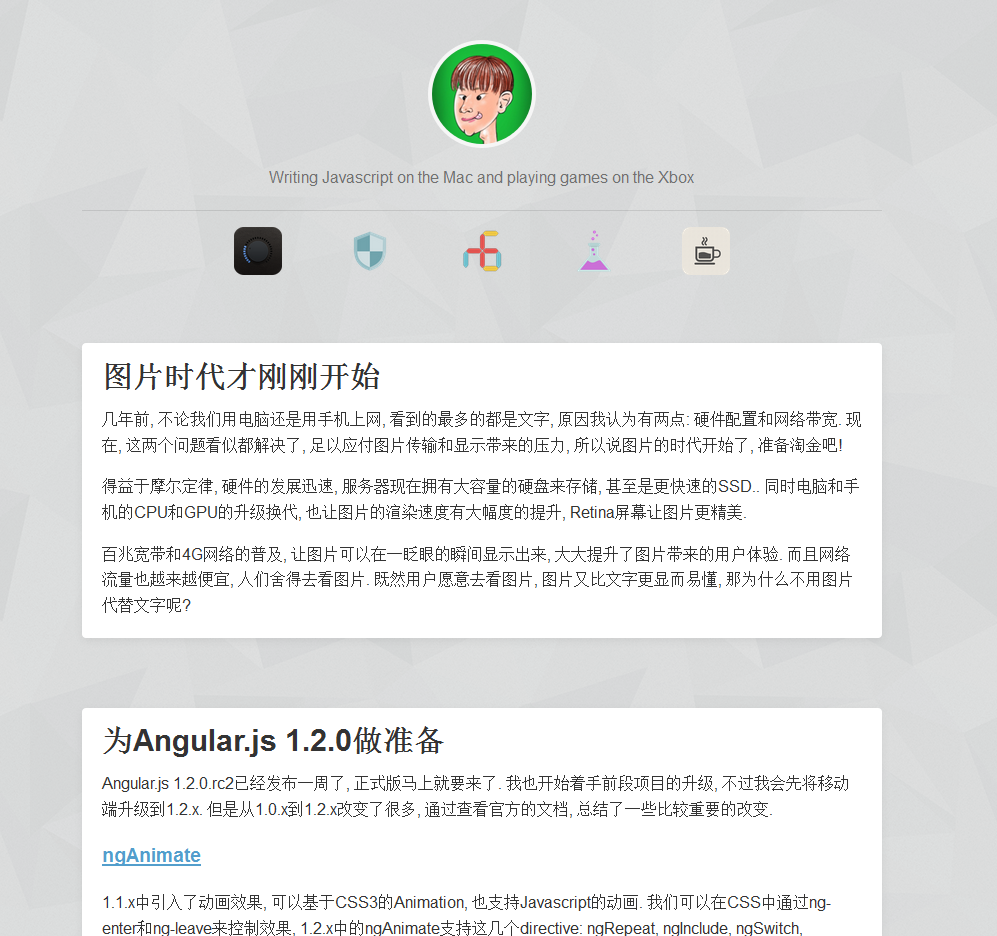 Writing Javascript on the Mac and playing games on the Xbox
图片时代才刚刚开始
几年前, 不论我们用电脑还是用手机上网, 看到的最多的都是文字, 原因我认为有两点: 硬件配置和网络带宽. 现
在, 这两个问题看似都解决了, 足以应付图片传输和显示带来的压力, 所以说图片的时代开始了, 准备淘金吧!
得益于摩尔定律, 硬件的发展迅速, 服务器现在拥有大容量的硬盘来存储, 甚至是更快速的SSD.. 同时电脑和手
机的CPU和GPU的升级换代, 也让图片的渲染速度有大幅度的提升, Retina屏幕让图片更精美.
百兆宽带和4G网络的普及, 让图片可以在一眨眼的瞬间显示出来, 大大提升了图片带来的用户体验. 而且网络
流量也越来越便宜, 人们舍得去看图片. 既然用户愿意去看图片, 图片又比文字更显而易懂, 那为什么不用图片
代替文字呢?
为Angular.js 1.2.0做准备
Angular.js 1.2.0.rc2已经发布一周了, 正式版马上就要来了. 我也开始着手前段项目的升级, 不过我会先将移动
端升级到1.2.x. 但是从1.0.x到1.2.x改变了很多, 通过查看官方的文档, 总结了一些比较重要的改变.
ngAnimate
1.1.x中引入了动画效果, 可以基于CSS3的Animation, 也支持Javascript的动画. 我们可以在CSS中通过ng-
enter和ng-leave来控制效果, 1.2.x中的ngAnimate支持这几个directive: ngRepeat, ngInclude, ngSwitch,